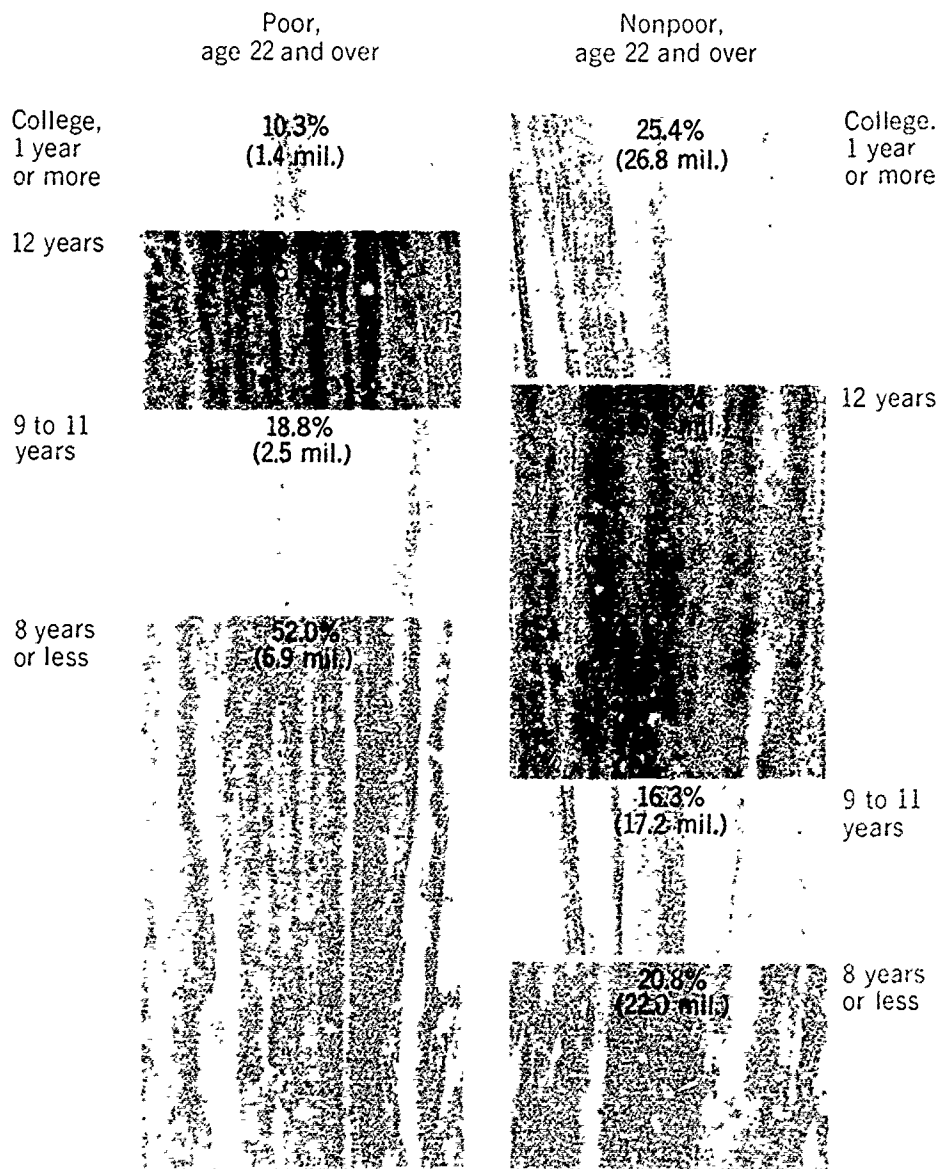 Poor,
age 22 and over
Nonpoor,
age 22 and over
College,
1 year
or more
10.3%
(1.4 mil.)
25.4%
(26.8 mil.)
College.
1 year
or more
12 years
12 years
mil.)
9 to 11
years
18.8%
(2.5 mil.)
8 years
or less
52.0%
(6.9 mil.)
16.3%
(17.2 mil.)
9 to 11
years
20.8%
(22.0 mil.)
8 years
or less